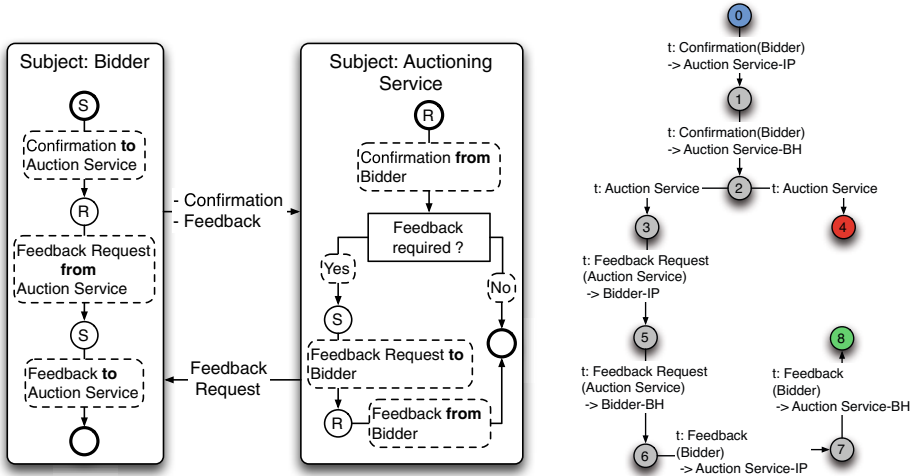 Subject: Bidder
S
Confirmation to
Auction Service
R
Feedback Request
from
Auction Service
S
Feedback to
Auction Service
- Confirmation
- Feedback
Feedback
Request
Subject: Auctioning
Service
R
Confirmation from
Bidder
Feedback
required ?
Yes
No
S
Feedback Request to
Bidder
R
Feedback from
Bidder
0
t: Confirmation(Bidder)
-> Auction Service-IP
1
t: Confirmation(Bidder)
-> Auction Service-BH
t: Auction Service
2
t: Auction Service
3
4
t: Feedback Request
(Auction Service)
-> Bidder-IP
5
t: Feedback Request
(Auction Service)
-> Bidder-BH
6
t: Feedback
(Bidder)
-> Auction Service-IP
7
t: Feedback
(Bidder)
-> Auction Service-BH
8